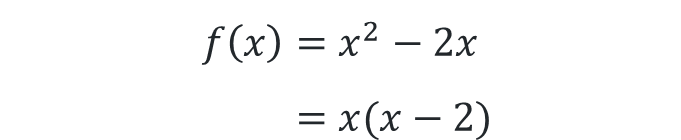 f(x) = x² − 2x
= x(x − 2)